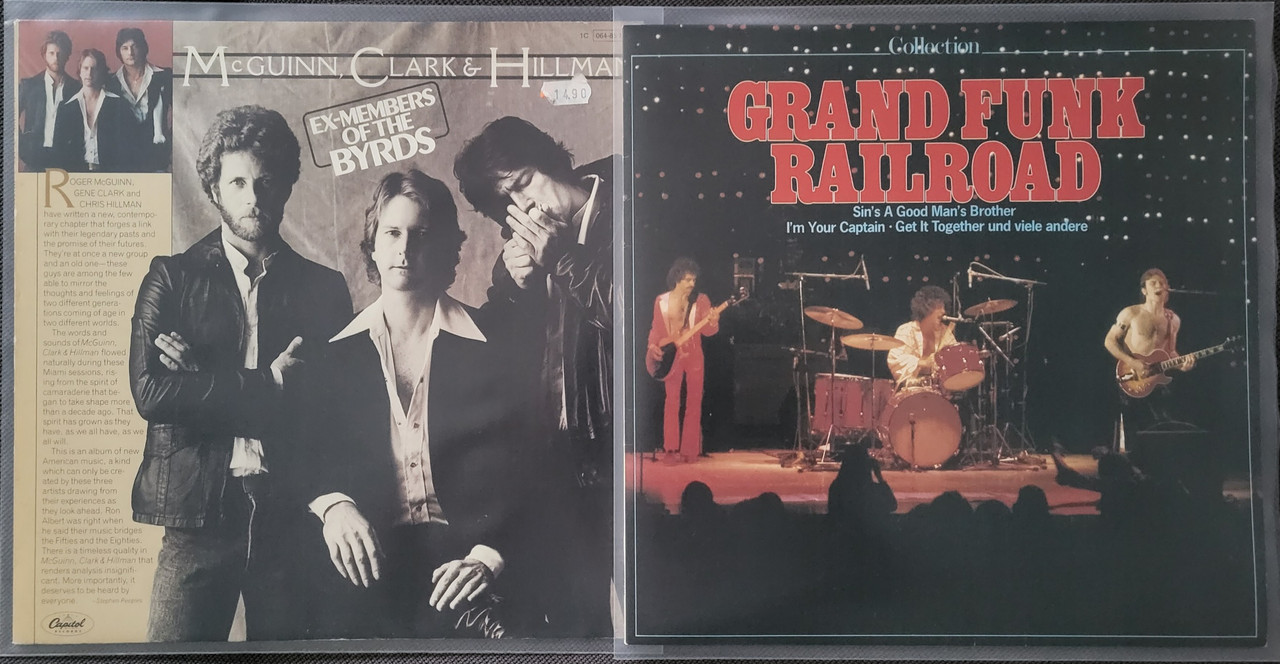 1C 064-8
McGUINN, CLARK & HILLMAN
14.90
EX-MEMBERS
OF THE
BYRDS
ROGER McGUINN,
GENE CLARK and
CHRIS HILLMAN
have written a new, contempo-
rary chapter that forges a link
with their legendary pasts and
the promise of their futures.
They're at once a new group
and an old one—these
guys are among the few
able to mirror the
thoughts and feelings of
two different genera-
tions coming of age in
two different worlds.
The words and
sounds of McGuinn,
Clark & Hillman flowed
naturally during these
Miami sessions, ris-
ing from the spirit of
camaraderie that be-
gan to take shape more
than a decade ago. That
spirit has grown as they
have, as we all have, as we
all will.
This is an album of new
American music, a kind
which can only be cre-
ated by these three
artists drawing from
their experiences as
they look ahead. Ron
Albert was right when
he said their music bridges
the Fifties and the Eighties.
There is a timeless quality in
McGuinn, Clark & Hillman that
renders analysis insignifi-
cant. More importantly, it
deserves to be heard by
everyone. -Stephen Peeples
Capitol
RECORDS
Collection
GRAND FUNK
RAILROAD
Sin's A Good Man's Brother
I'm Your Captain · Get It Together und viele andere